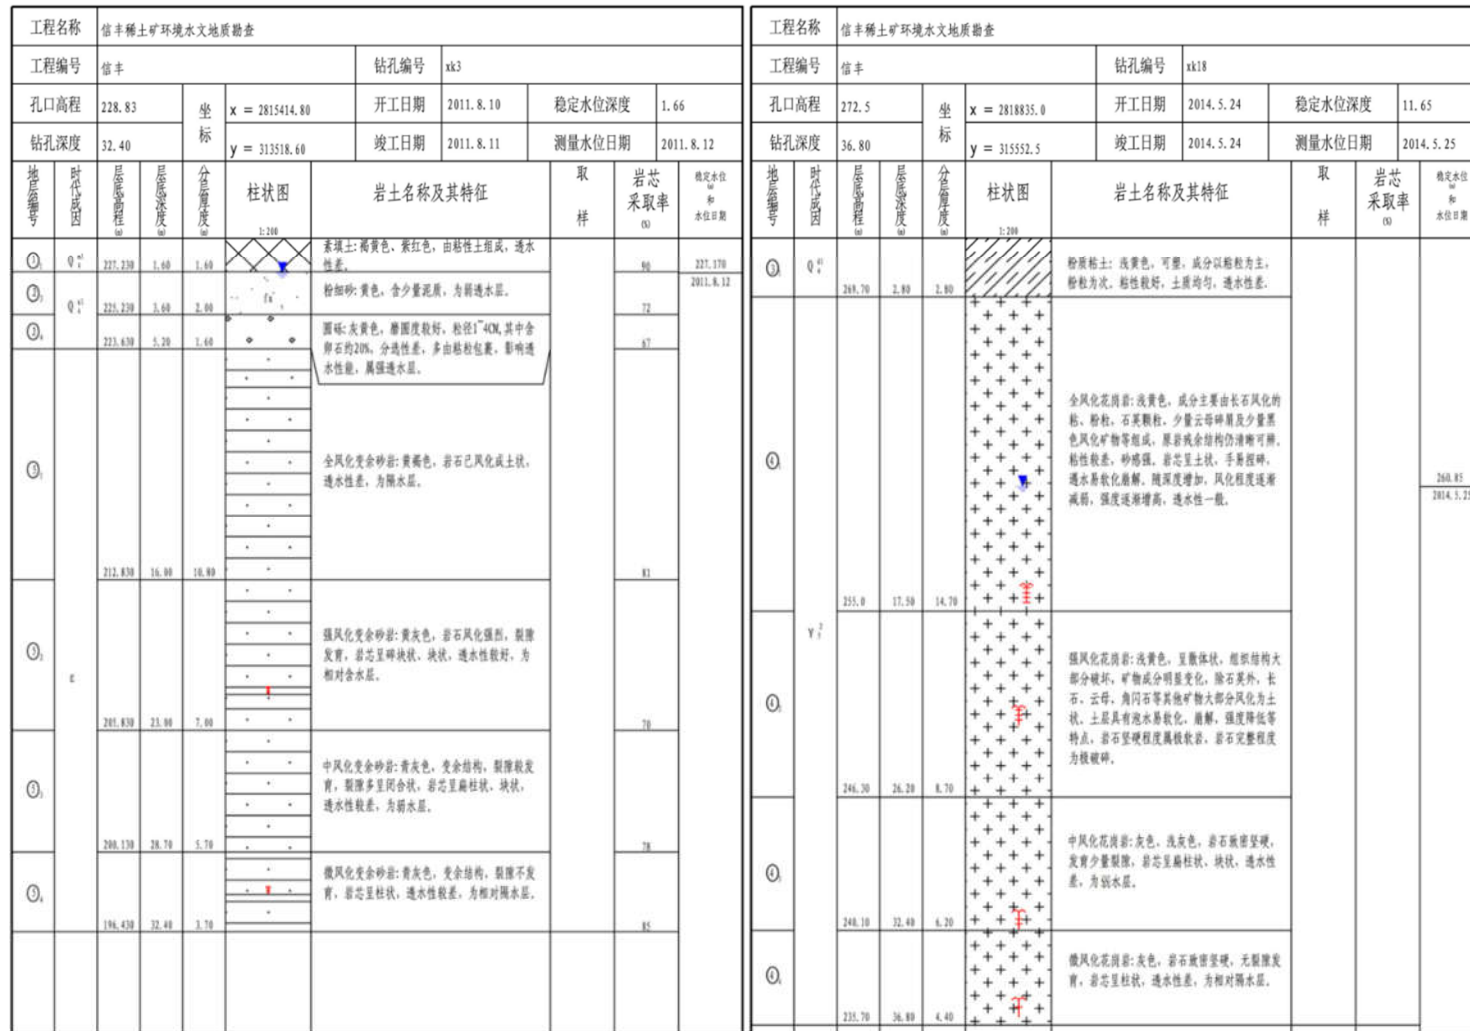 工程名称 信丰稀土矿环境水文地质勘查
工程编号 信丰 钻孔编号 xk3
孔口高程 228.83 坐标 x = 2815414.80 开工日期 2011.8.10 稳定水位深度 1.66
钻孔深度 32.40 y = 313518.60 竣工日期 2011.8.11 测量水位日期 2011.8.12
地层编号 时代成因 层底高程(m) 层底深度(m) 分层厚度(m) 柱状图 1:200 岩土名称及其特征 取样 岩芯采取率(%) 稳定水位(m)和水位日期
227.230 1.60 1.60 90 227.170
素填土:褐黄色、紫红色,由粘性土组成,透水
性差。
2011.8.12
225.230 3.60 2.00 72
粉细砂:黄色,含少量泥质,为弱透水层。
223.630 5.20 1.60 67
圆砾:灰黄色,磨圆度较好,粒径1~4CM,其中含
卵石约20%,分选性差,多由粘粒包裹,影响透
水性能,属强透水层。
212.830 16.00 10.80 81
全风化变余砂岩:黄褐色,岩石已风化成土状,
透水性差,为隔水层。
205.830 23.00 7.00 70
强风化变余砂岩:黄灰色,岩石风化强烈,裂隙
发育,岩芯呈碎块状、块状,透水性较好,为
相对含水层。
200.130 28.70 5.70 78
中风化变余砂岩:青灰色,变余结构,裂隙较发
育,裂隙多呈闭合状,岩芯呈扁柱状、块状,
透水性较差,为弱水层。
196.430 32.40 3.70 85
微风化变余砂岩:青灰色,变余结构,裂隙不发
育,岩芯呈柱状,透水性较差,为相对隔水层。
工程名称 信丰稀土矿环境水文地质勘查
工程编号 信丰 钻孔编号 xk18
孔口高程 272.5 坐标 x = 2818835.0 开工日期 2014.5.24 稳定水位深度 11.65
钻孔深度 36.80 y = 315552.5 竣工日期 2014.5.24 测量水位日期 2014.5.25
地层编号 时代成因 层底高程(m) 层底深度(m) 分层厚度(m) 柱状图 1:200 岩土名称及其特征 取样 岩芯采取率(%) 稳定水位(m)和水位日期
269.70 2.80 2.80
粉质粘土:浅黄色,可塑,成分以粘粒为主,
粉粒为次,粘性较好,土质均匀,透水性差。
255.0 17.50 14.70 260.85
2014.5.25
全风化花岗岩:浅黄色,成分主要由长石风化的
粘、粉粒,石英颗粒,少量云母碎屑及少量黑
色风化矿物等组成,原岩残余结构仍清晰可辨,
粘性较差,砂感强,岩芯呈土状,手易捏碎,
遇水易软化崩解。随深度增加,风化程度逐渐
减弱,强度逐渐增高,透水性一般。
246.30 26.20 8.70
强风化花岗岩:浅黄色,呈散体状,组织结构大
部分破坏,矿物成分明显变化,除石英外,长
石、云母、角闪石等其他矿物大部分风化为土
状。土层具有泡水易软化、崩解,强度降低等
特点,岩石坚硬程度属极软岩,岩石完整程度
为极破碎。
240.10 32.40 6.20
中风化花岗岩:灰色、浅灰色,岩石致密坚硬,
发育少量裂隙,岩芯呈扁柱状、块状,透水性
差,为弱水层。
235.70 36.80 4.40
微风化花岗岩:灰色,岩石致密坚硬,无裂隙发
育,岩芯呈柱状,透水性差,为相对隔水层。